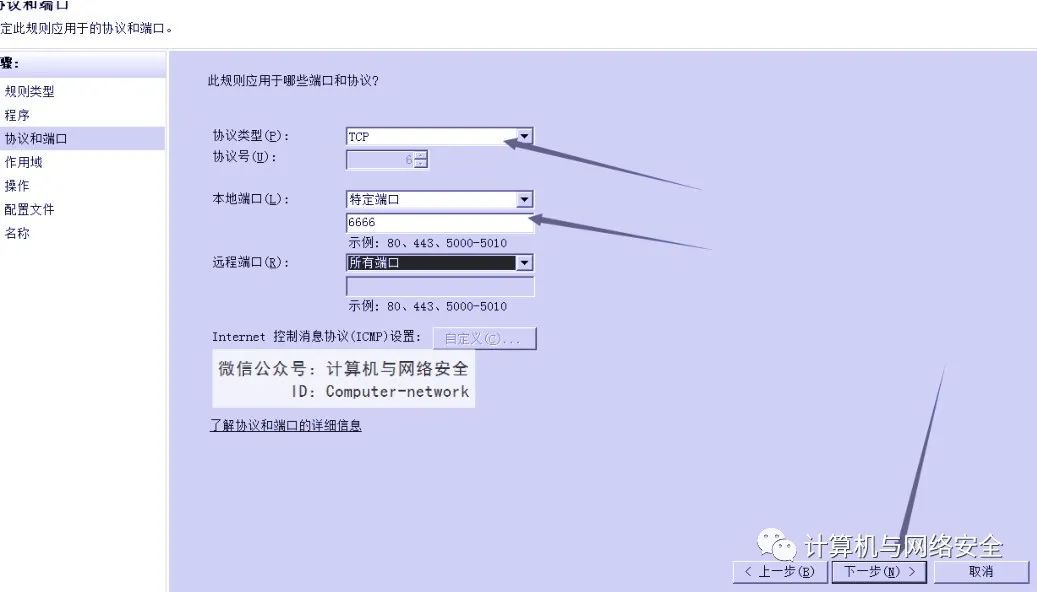 协议和端口
定此规则应用于的协议和端口。
骤：
规则类型
程序
协议和端口
作用域
操作
配置文件
名称
此规则应用于哪些端口和协议？
协议类型(P)： TCP
协议号(U)： 6
本地端口(L)： 特定端口
6666
示例：80、443、5000-5010
远程端口(R)： 所有端口
示例：80、443、5000-5010
Internet 控制消息协议(ICMP)设置： 自定义(C)...
微信公众号：计算机与网络安全
ID：Computer-network
了解协议和端口的详细信息
计算机与网络安全
< 上一步(B) 下一步(N) > 取消